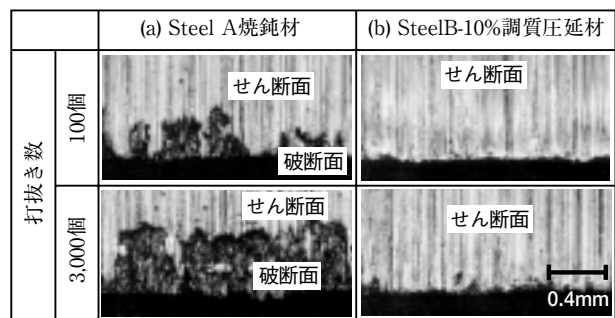 (a) Steel A焼鈍材
(b) SteelB-10%調質圧延材
打抜き数
100個
せん断面
破断面
せん断面
3,000個
せん断面
破断面
せん断面
0.4mm